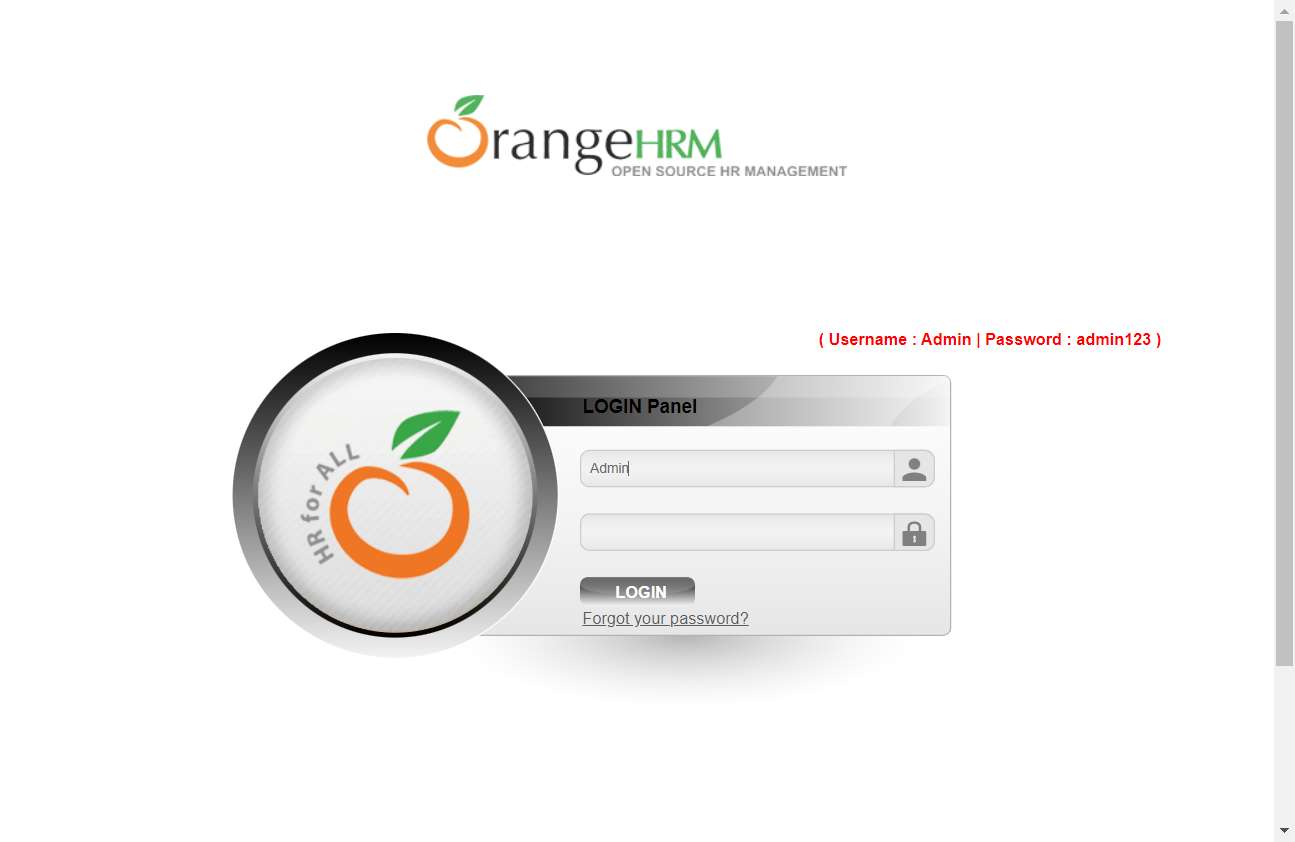 OrangeHRM
OPEN SOURCE HR MANAGEMENT
( Username : Admin | Password : admin123 )
HR for ALL
LOGIN Panel
Admin
LOGIN
Forgot your password?